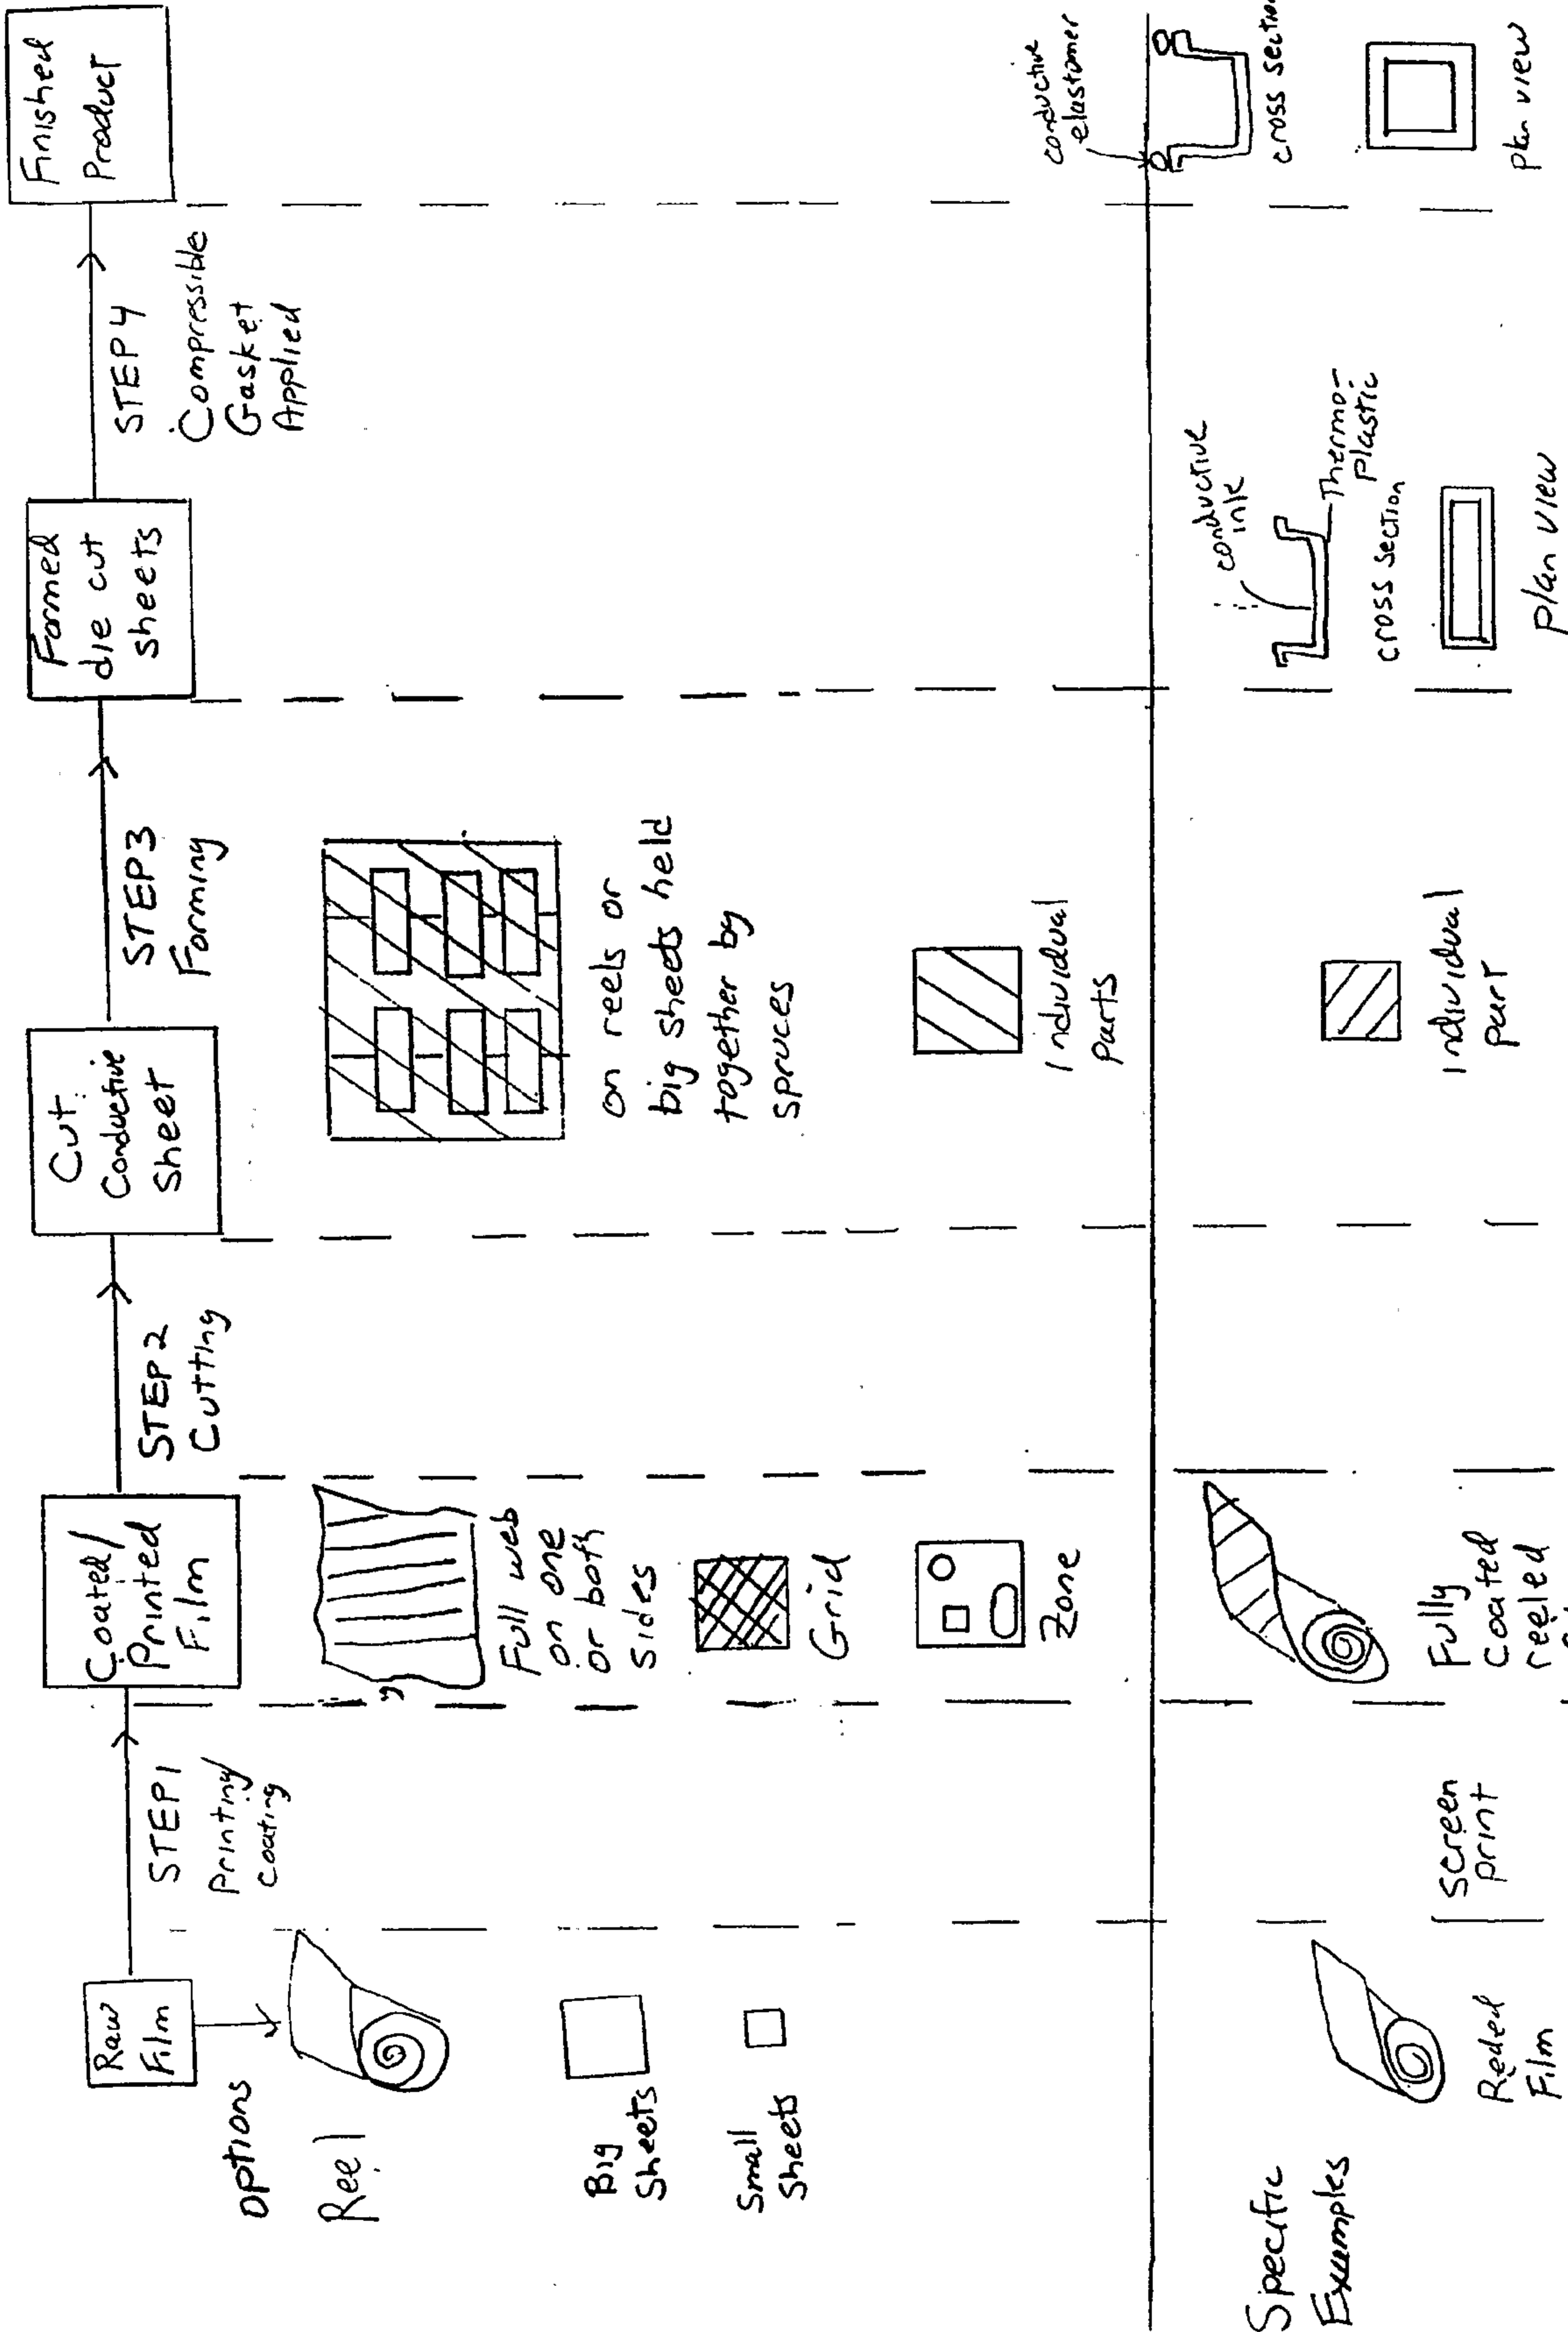 Raw
Film
STEP 1
Printing/
coating
Coated/
Printed
Film
STEP 2
Cutting
Cut
Conductive
Sheet
STEP 3
Forming
Formed
die cut
sheets
STEP 4
Compressible
Gasket
Applied
Finished
Product
Options
Reel
Big
Sheets
Small
Sheets
Full web
on one
or both
sides
Grid
Zone
on reels or
big sheets held
together by
spruces
Individual
parts
Specific
Examples
Reeled
Film
screen
print
Fully
coated
reeled
Individual
part
conductive
ink
Thermo-
plastic
cross section
plan view
conductive
elastomer
cross section
plan view